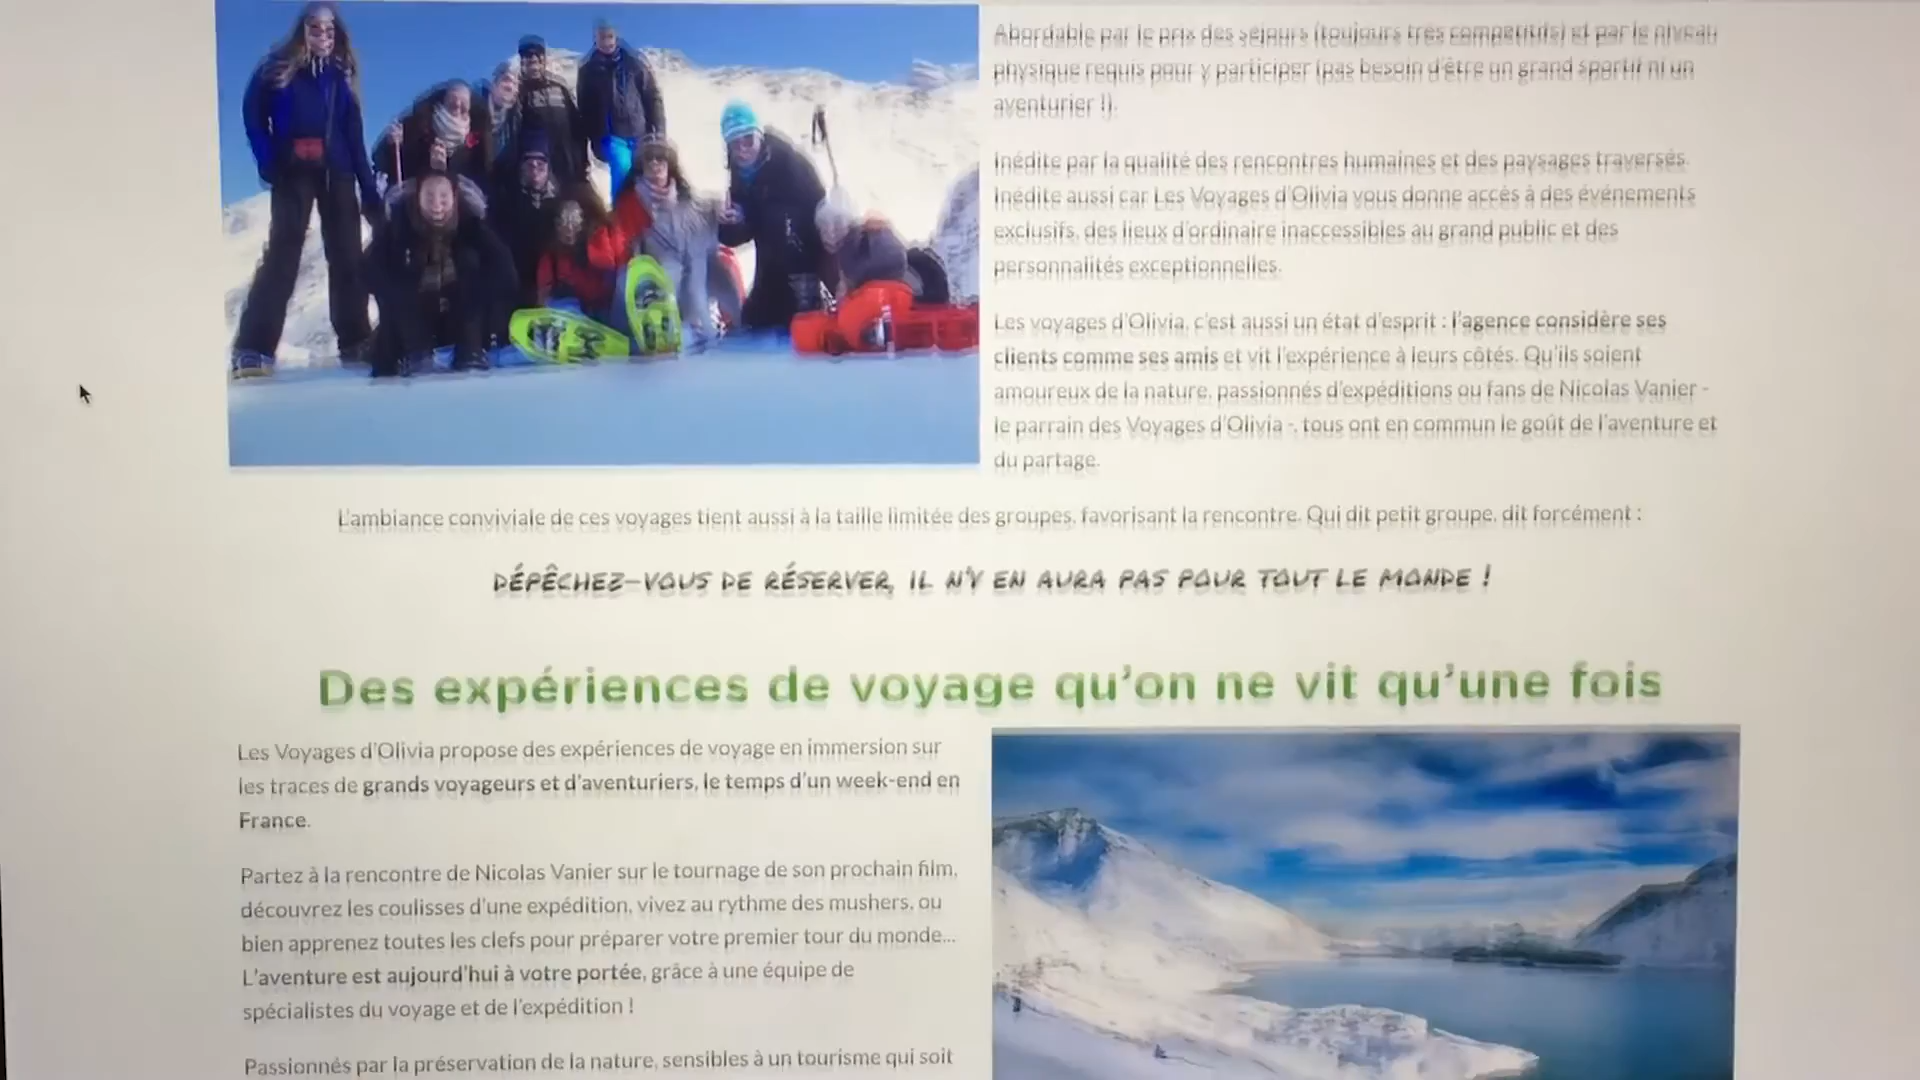 Abordable par le prix des séjours (toujours très compétitifs) et par le niveau
physique requis pour y participer (pas besoin d'être un grand sportif ni un
aventurier !).
Inédite par la qualité des rencontres humaines et des paysages traversés.
Inédite aussi car Les Voyages d'Olivia vous donne accès à des événements
exclusifs, des lieux d'ordinaire inaccessibles au grand public et des
personnalités exceptionnelles.
Les voyages d'Olivia, c'est aussi un état d'esprit : l'agence considère ses
clients comme ses amis et vit l'expérience à leurs côtés. Qu'ils soient
amoureux de la nature, passionnés d'expéditions ou fans de Nicolas Vanier -
le parrain des Voyages d'Olivia -, tous ont en commun le goût de l'aventure et
du partage.
L'ambiance conviviale de ces voyages tient aussi à la taille limitée des groupes, favorisant la rencontre. Qui dit petit groupe, dit forcément :
DÉPÊCHEZ-VOUS DE RÉSERVER, IL N'Y EN AURA PAS POUR TOUT LE MONDE !
Des expériences de voyage qu'on ne vit qu'une fois
Les Voyages d'Olivia propose des expériences de voyage en immersion sur
les traces de grands voyageurs et d'aventuriers, le temps d'un week-end en
France.
Partez à la rencontre de Nicolas Vanier sur le tournage de son prochain film,
découvrez les coulisses d'une expédition, vivez au rythme des mushers, ou
bien apprenez toutes les clefs pour préparer votre premier tour du monde...
L'aventure est aujourd'hui à votre portée, grâce à une équipe de
spécialistes du voyage et de l'expédition !
Passionnés par la préservation de la nature, sensibles à un tourisme qui soit